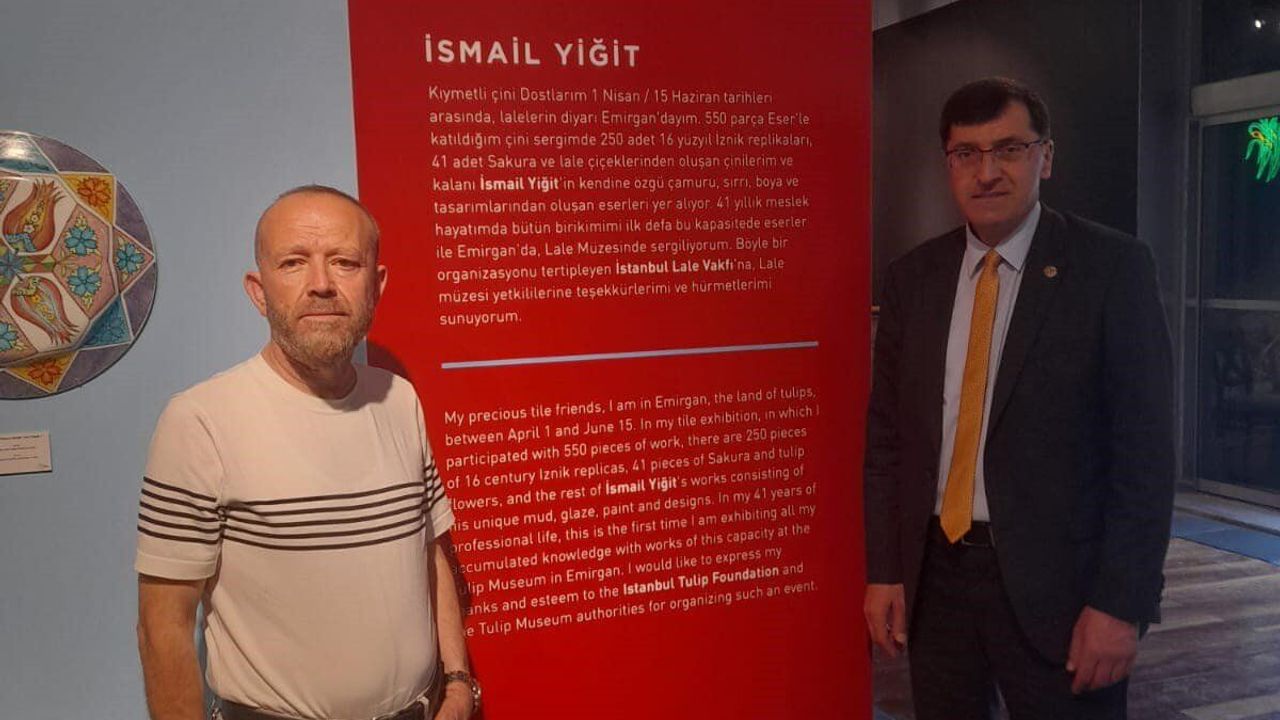 İSMAİL YİĞİT
Kıymetli çini Dostlarım 1 Nisan / 15 Haziran tarihleri
arasında, lalelerin diyarı Emirgan'dayım. 550 parça Eser'le
katıldığım çini sergimde 250 adet 16 yüzyıl İznik replikaları,
41 adet Sakura ve lale çiçeklerinden oluşan çinilerim ve
kalanı İsmail Yiğit'in kendine özgü çamuru, sırrı, boya ve
tasarımlarından oluşan eserleri yer alıyor. 41 yıllık meslek
hayatımda bütün birikimimi ilk defa bu kapasitede eserler
ile Emirgan'da, Lale Müzesinde sergiliyorum. Böyle bir
organizasyonu tertipleyen İstanbul Lale Vakfı'na, Lale
müzesi yetkililerine teşekkürlerimi ve hürmetlerimi
sunuyorum.
My precious tile friends, I am in Emirgan, the land of tulips,
between April 1 and June 15. In my tile exhibition, in which I
participated with 550 pieces of work, there are 250 pieces
of 16 century Iznik replicas, 41 pieces of Sakura and tulip
flowers, and the rest of İsmail Yiğit's works consisting of
his unique mud, glaze, paint and designs. In my 41 years of
professional life, this is the first time I am exhibiting all my
accumulated knowledge with works of this capacity at the
Tulip Museum in Emirgan. I would like to express my
thanks and esteem to the Istanbul Tulip Foundation and
the Tulip Museum authorities for organizing such an event.